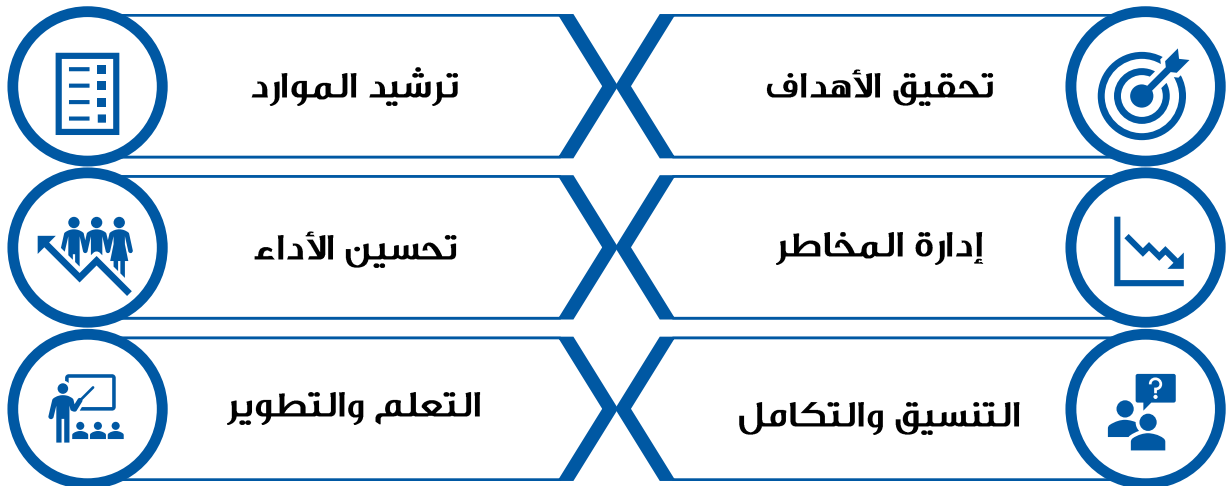 تحقيق الأهداف
ترشيد الموارد
إدارة المخاطر
تحسين الأداء
التنسيق والتكامل
التعلم والتطوير
?